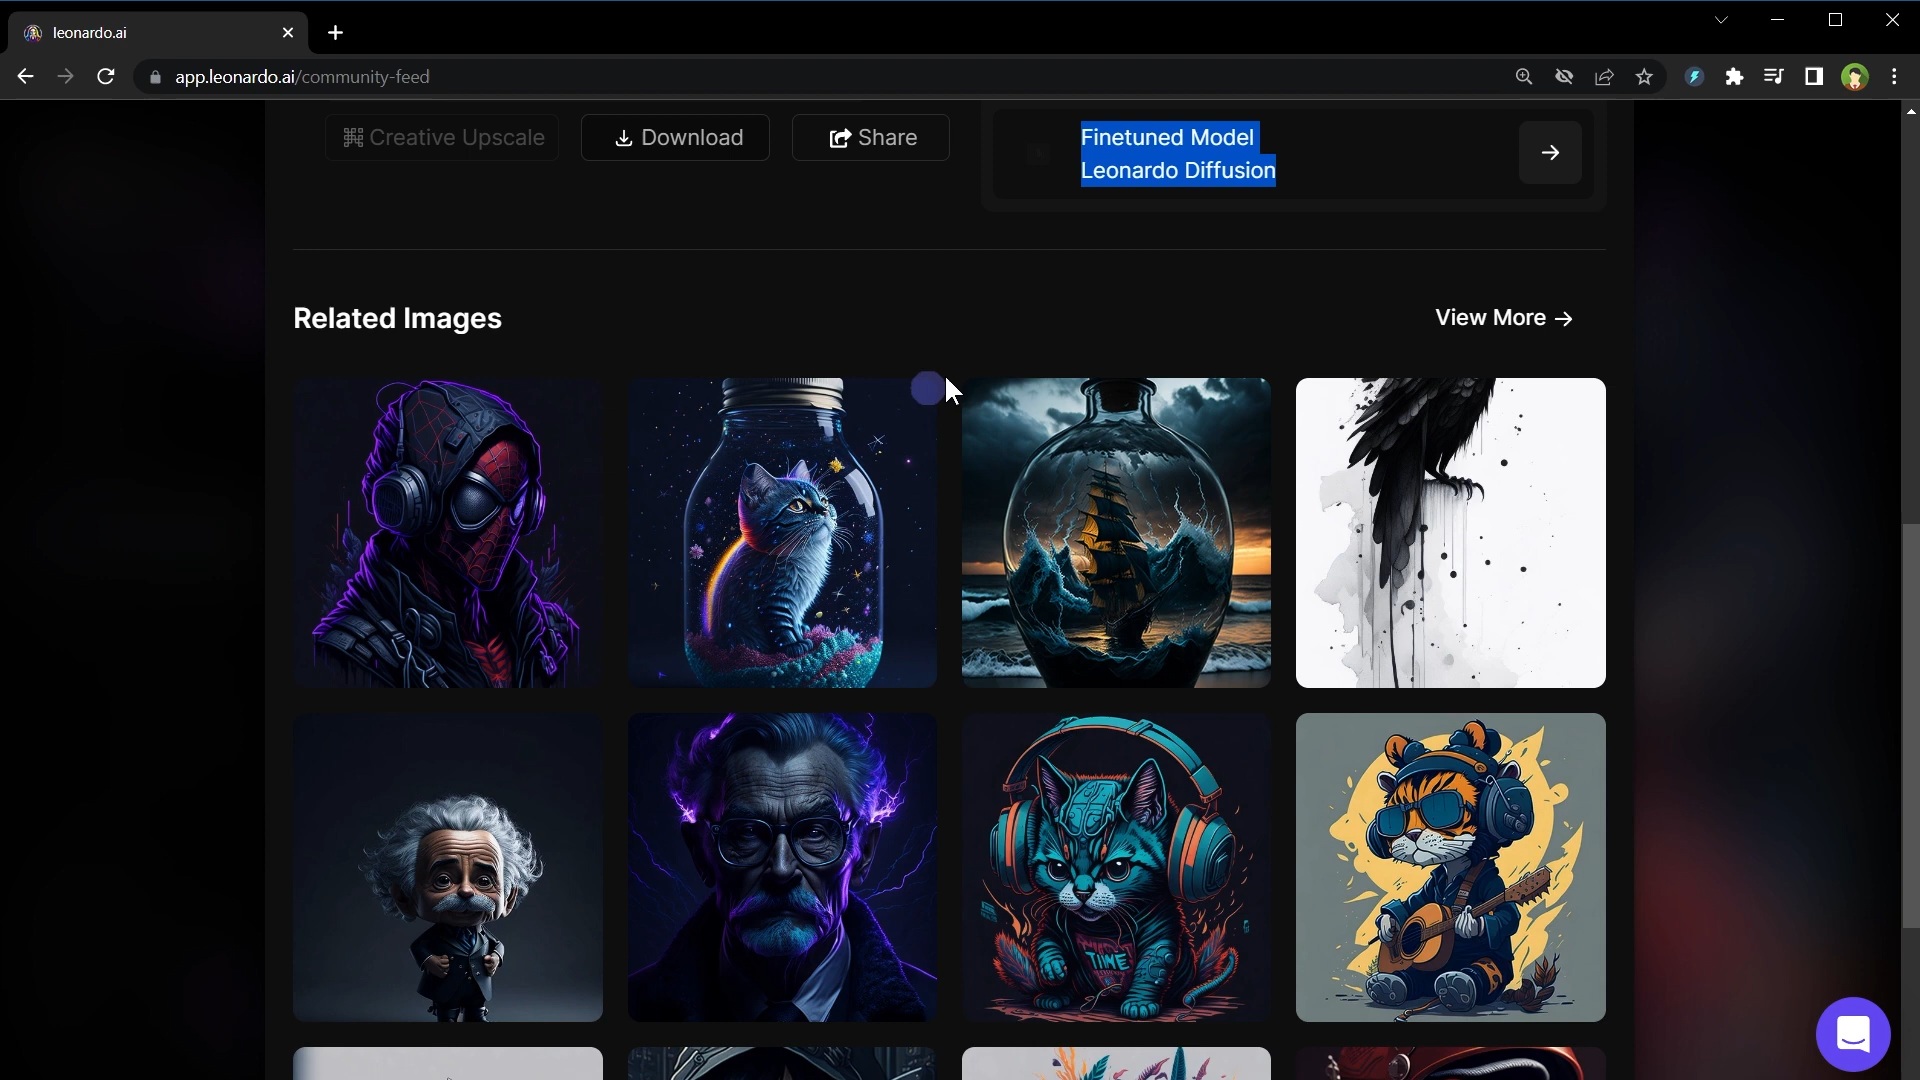 leonardo.ai
app.leonardo.ai/community-feed
Creative Upscale
Download
Share
Finetuned Model
Leonardo Diffusion
Related Images
View More
TIME